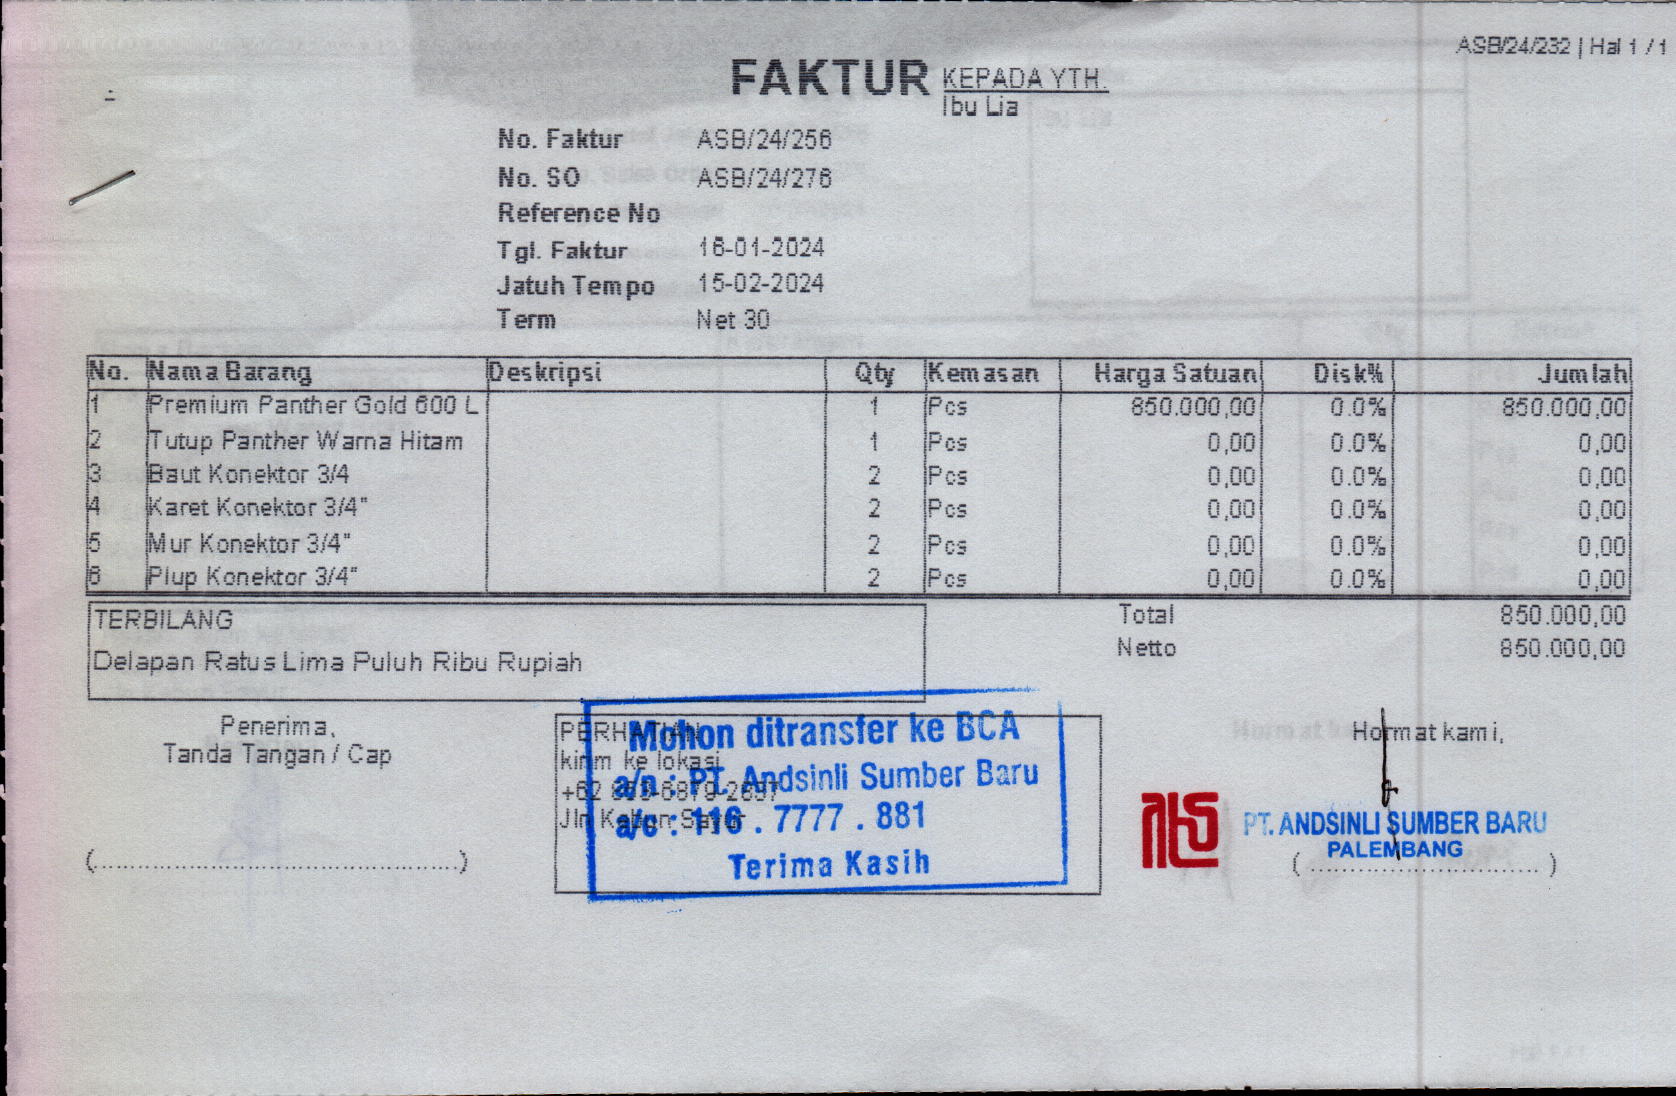 ASB/24/232 | Hal 1 / 1
FAKTUR
KEPADA YTH.
Ibu Lia
No. Faktur ASB/24/256
No. SO ASB/24/276
Reference No
Tgl. Faktur 16-01-2024
Jatuh Tempo 15-02-2024
Term Net 30
No. Nama Barang Deskripsi Qty Kemasan Harga Satuan Disk% Jumlah
1 Premium Panther Gold 600 L 1 Pcs 850.000,00 0.0% 850.000,00
2 Tutup Panther Warna Hitam 1 Pcs 0,00 0.0% 0,00
3 Baut Konektor 3/4 2 Pcs 0,00 0.0% 0,00
4 Karet Konektor 3/4" 2 Pcs 0,00 0.0% 0,00
5 Mur Konektor 3/4" 2 Pcs 0,00 0.0% 0,00
6 Plup Konektor 3/4" 2 Pcs 0,00 0.0% 0,00
TERBILANG
Delapan Ratus Lima Puluh Ribu Rupiah
Total 850.000,00
Netto 850.000,00
Penerima,
Tanda Tangan / Cap
(........................................)
PERHATIAN
kirim ke lokasi
+62
Jln Kebun Sayur
Mohon ditransfer ke BCA
a/n : PT. Andsinli Sumber Baru
a/c : 116 . 7777 . 881
Terima Kasih
Hormat kami,
PT. ANDSINLI SUMBER BARU
PALEMBANG
(..............................)